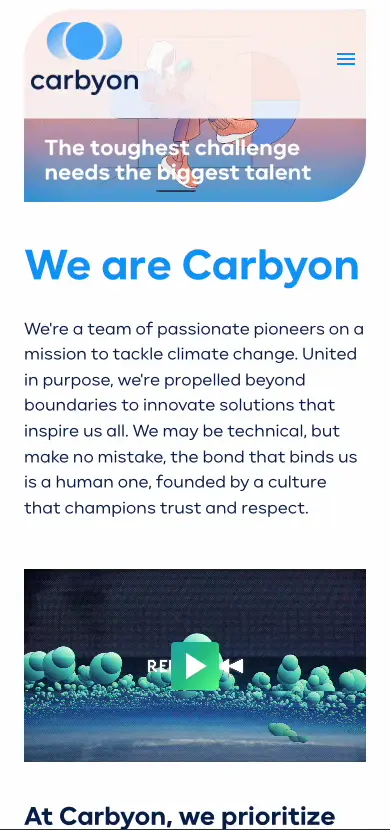 carbyon
The toughest challenge
needs the biggest talent
We are Carbyon
We're a team of passionate pioneers on a
mission to tackle climate change. United
in purpose, we're propelled beyond
boundaries to innovate solutions that
inspire us all. We may be technical, but
make no mistake, the bond that binds us
is a human one, founded by a culture
that champions trust and respect.
At Carbyon, we prioritize